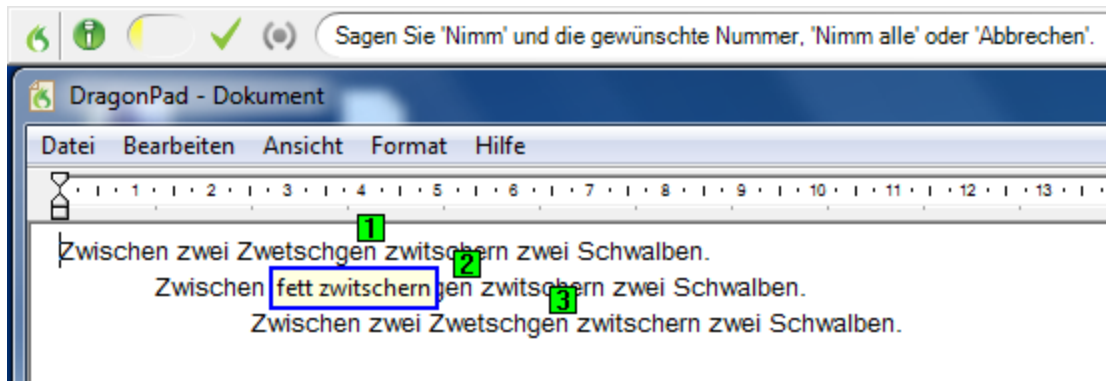 Sagen Sie 'Nimm' und die gewünschte Nummer, 'Nimm alle' oder 'Abbrechen'.
DragonPad - Dokument
Datei Bearbeiten Ansicht Format Hilfe
1 2 3 4 5 6 7 8 9 10 11 12 13
1
Zwischen zwei Zwetschgen zwitschern zwei Schwalben.
2
Zwischen fett zwitschern gen zwitschern zwei Schwalben.
3
Zwischen zwei Zwetschgen zwitschern zwei Schwalben.